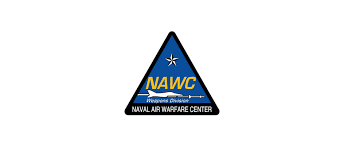 NAWC
Weapons Division
NAVAL AIR WARFARE CENTER